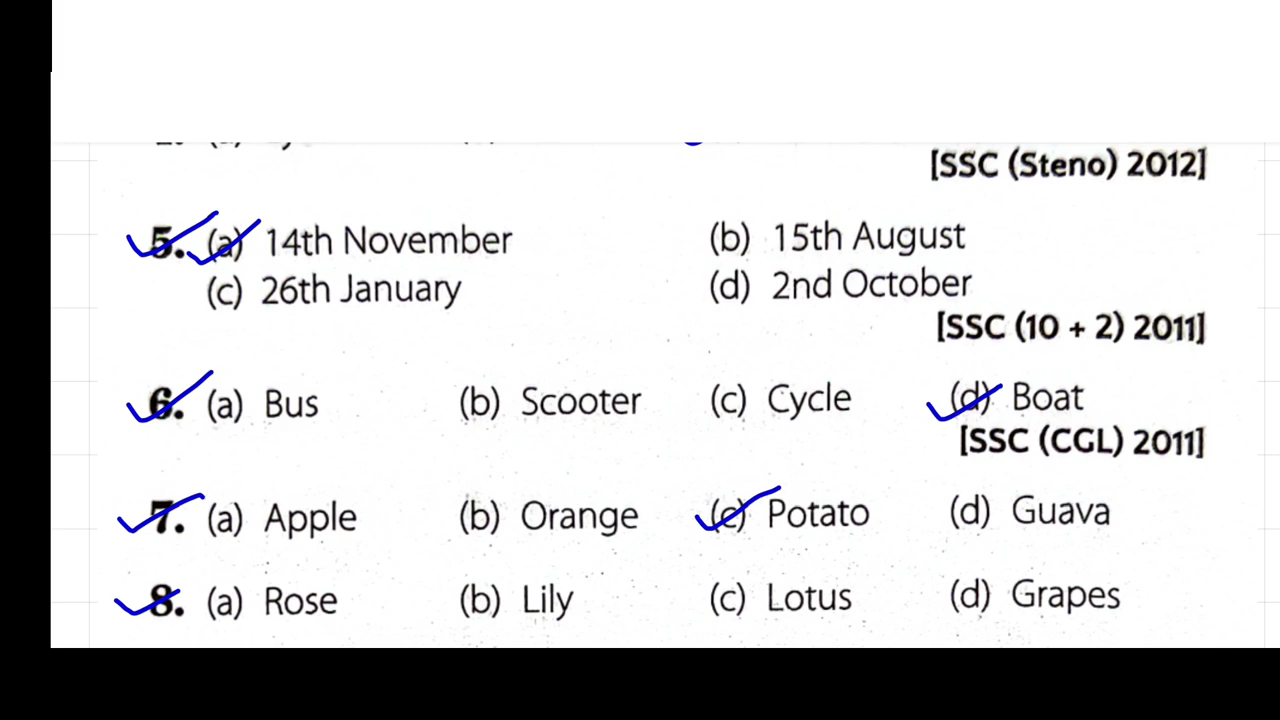 [SSC (Steno) 2012]
5. (a) 14th November (b) 15th August
(c) 26th January (d) 2nd October
[SSC (10 + 2) 2011]
6. (a) Bus (b) Scooter (c) Cycle (d) Boat
[SSC (CGL) 2011]
7. (a) Apple (b) Orange (c) Potato (d) Guava
8. (a) Rose (b) Lily (c) Lotus (d) Grapes